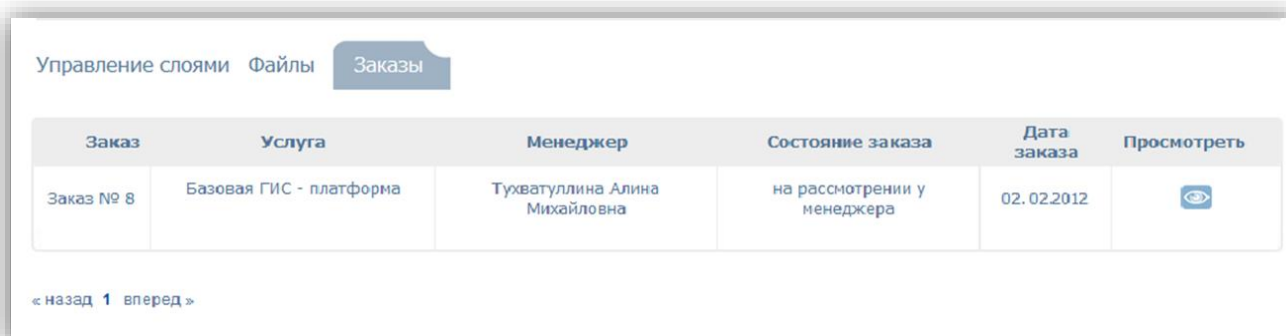 Управление слоями Файлы Заказы
Заказ Услуга Менеджер Состояние заказа Дата заказа Просмотреть
Заказ № 8 Базовая ГИС - платформа Тухватуллина Алина Михайловна на рассмотрении у менеджера 02.02.2012
« назад 1 вперед »